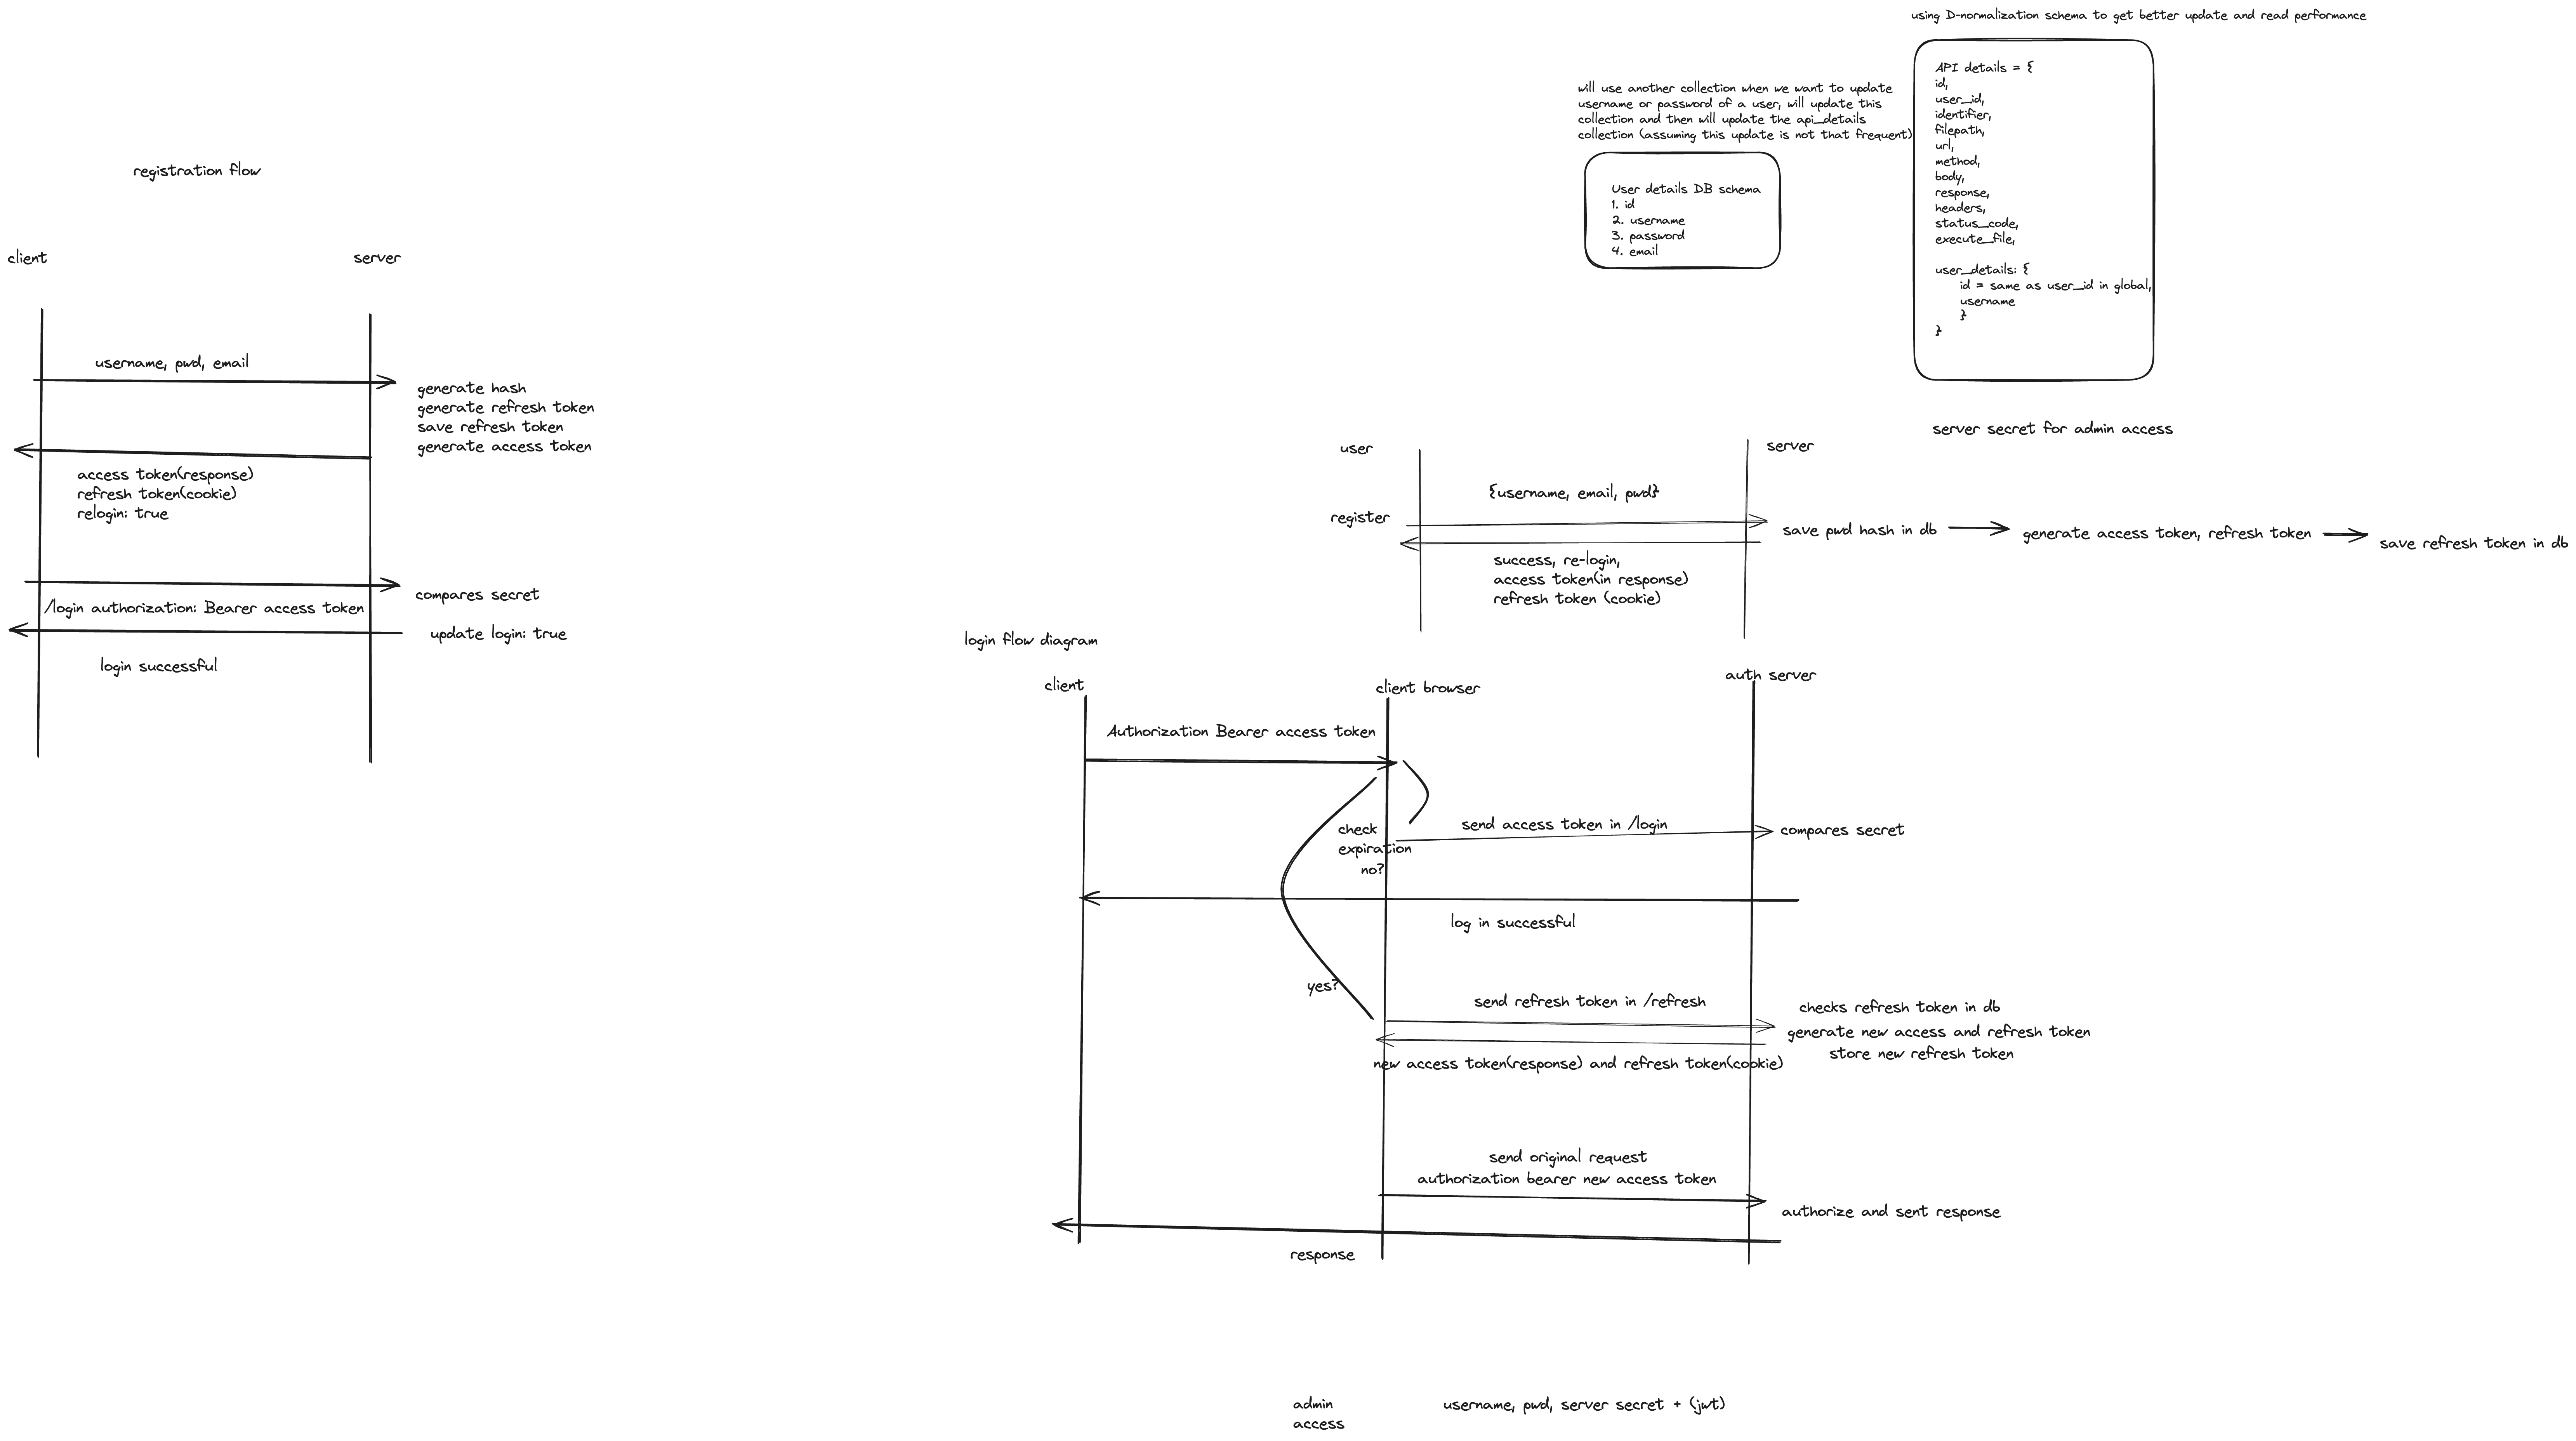 using D-normalization schema to get better update and read performance
API details = {
id,
user_id,
identifier,
filepath,
url,
method,
body,
response,
headers,
status_code,
execute_file,
user_details: {
id = same as user_id in global,
username
}
}
will use another collection when we want to update
username or password of a user, will update this
collection and then will update the api_details
collection (assuming this update is not that frequent)
User details DB schema
1. id
2. username
3. password
4. email
registration flow
client
server
username, pwd, email
generate hash
generate refresh token
save refresh token
generate access token
access token(response)
refresh token(cookie)
relogin: true
compares secret
/login authorization: Bearer access token
update login: true
login successful
server secret for admin access
user
server
{username, email, pwd}
register
save pwd hash in db
generate access token, refresh token
save refresh token in db
success, re-login,
access token(in response)
refresh token (cookie)
login flow diagram
client
client browser
auth server
Authorization Bearer access token
check
expiration
no?
send access token in /login
compares secret
log in successful
yes?
send refresh token in /refresh
checks refresh token in db
generate new access and refresh token
store new refresh token
new access token(response) and refresh token(cookie)
send original request
authorization bearer new access token
authorize and sent response
response
admin
access
username, pwd, server secret + (jwt)